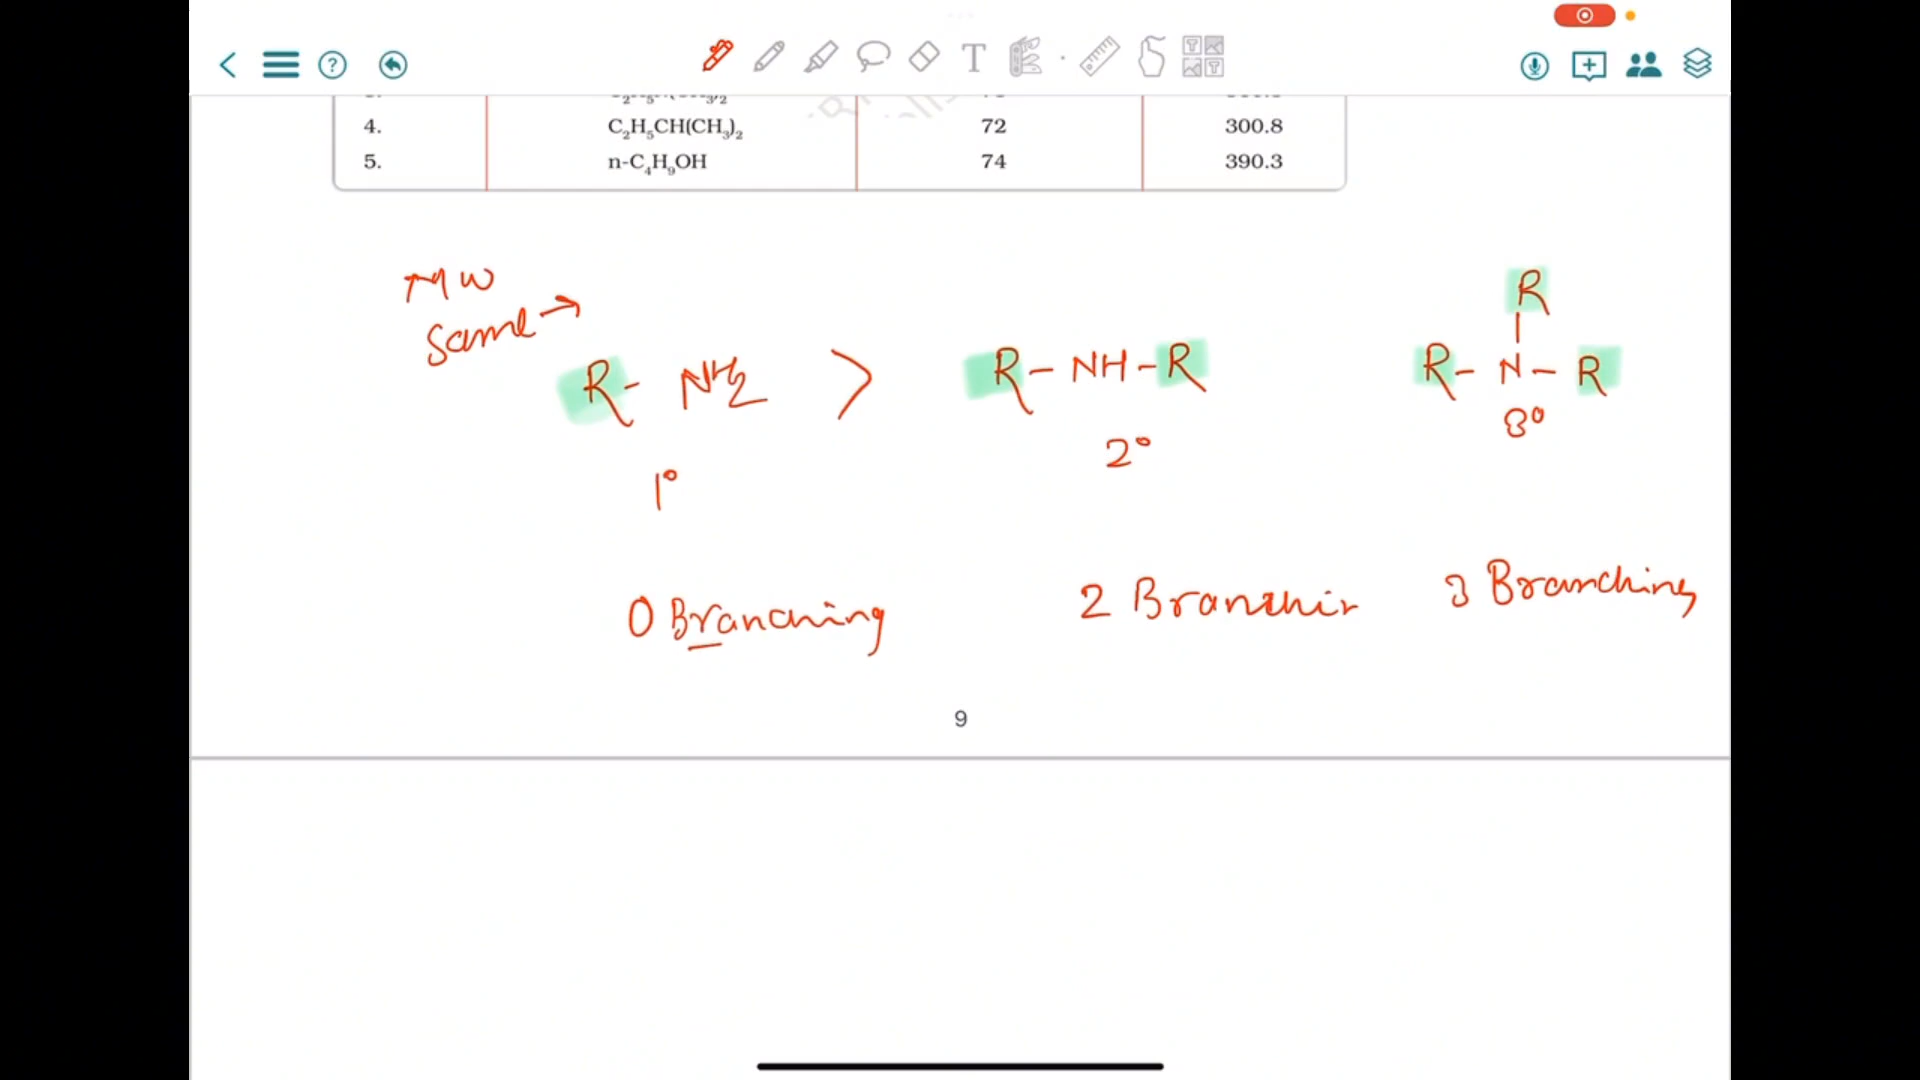 4. C₂H₅CH(CH₃)₂ 72 300.8
5. n-C₄H₉OH 74 390.3
MW
Same →
R
|
R - NH₂ > R - NH - R R - N - R
1° 2° 3°
0 Branching 2 3 Branching
9